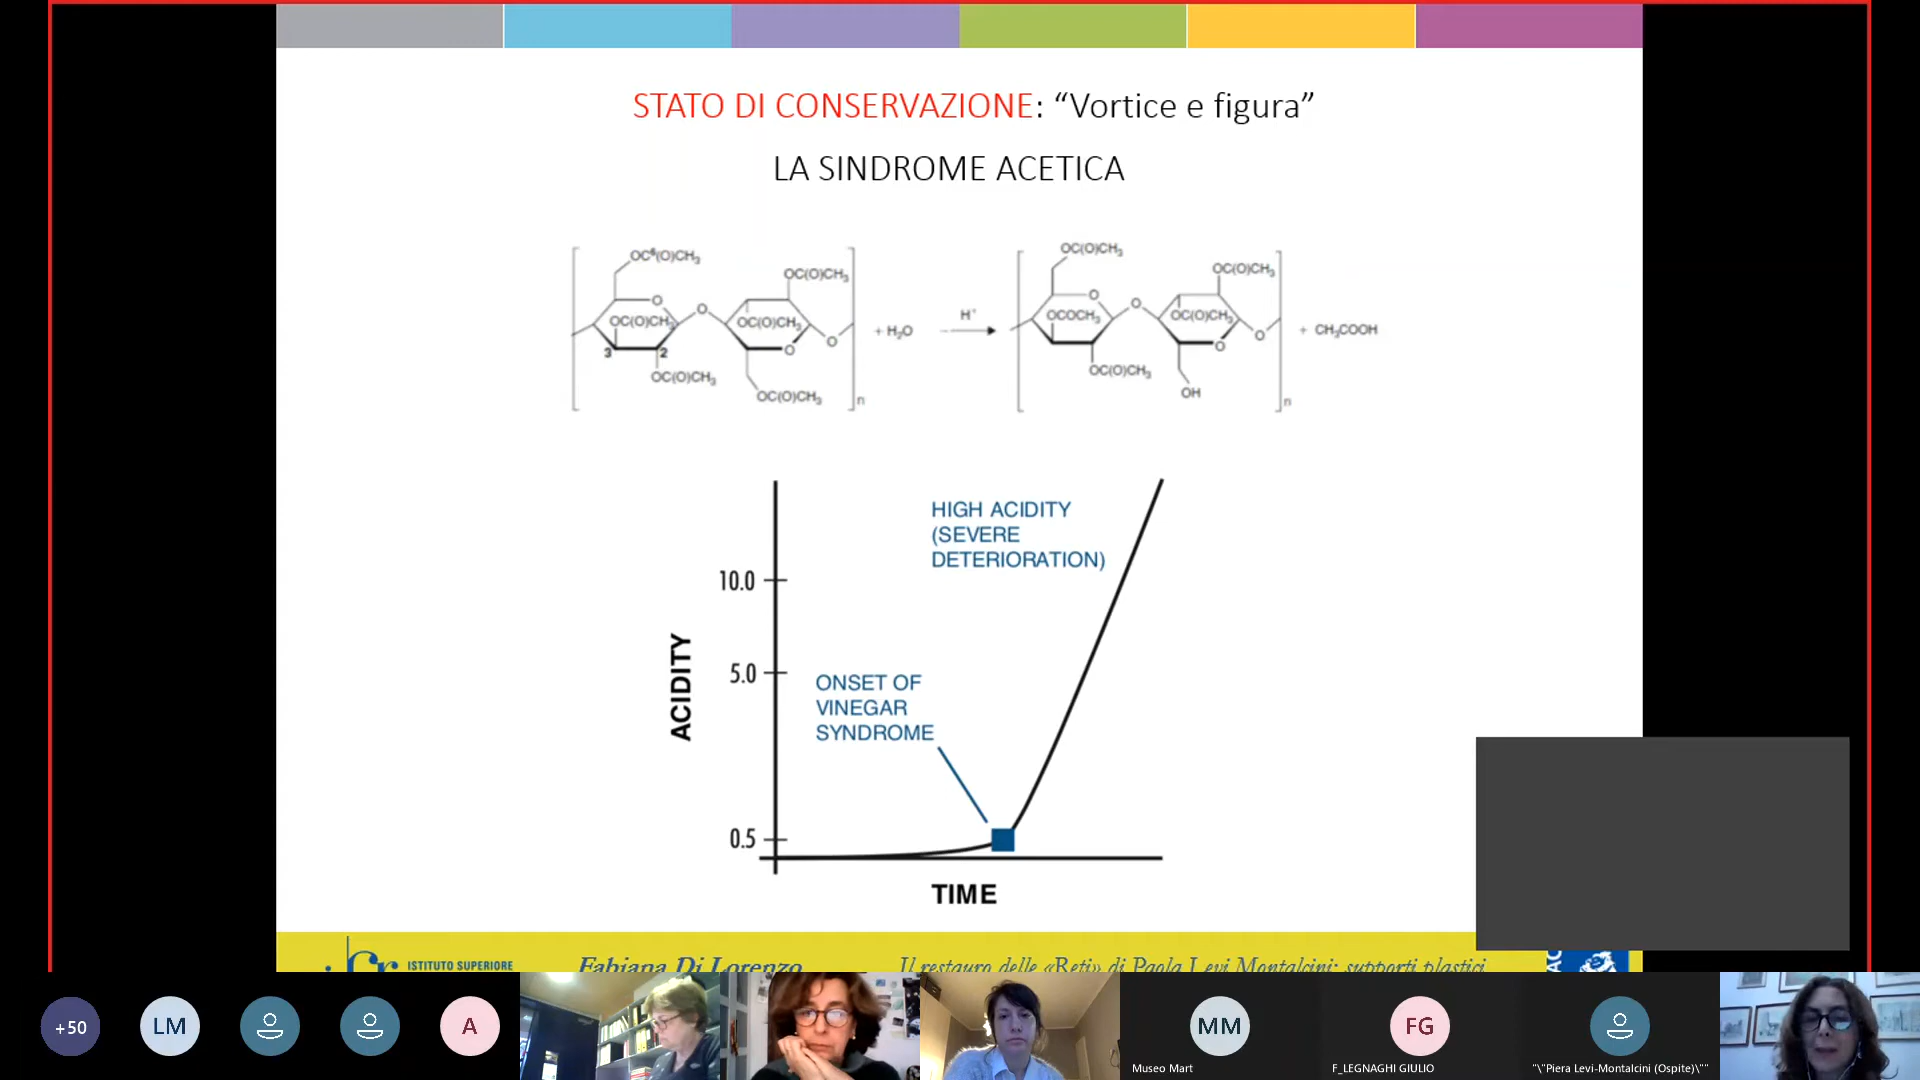 STATO DI CONSERVAZIONE: “Vortice e figura”
LA SINDROME ACETICA
OC⁶(O)CH₃
OC(O)CH₃
OC(O)CH₃
OC(O)CH₃
3
2
OC(O)CH₃
OC(O)CH₃
O
O
O
O
n
+ H₂O
H⁺
OC(O)CH₃
OC(O)CH₃
OCOCH₃
OC(O)CH₃
OC(O)CH₃
OH
O
O
O
O
n
+ CH₃COOH
HIGH ACIDITY
(SEVERE
DETERIORATION)
10.0
5.0
0.5
ACIDITY
ONSET OF
VINEGAR
SYNDROME
TIME
ISTITUTO SUPERIORE
Fabiana Di Lorenzo
Il restauro delle «Reti» di Paola Levi Montalcini: supporti plastici
+50
LM
A
MM
Museo Mart
FG
F_LEGNAGHI GIULIO
"\"Piera Levi-Montalcini (Ospite)\""